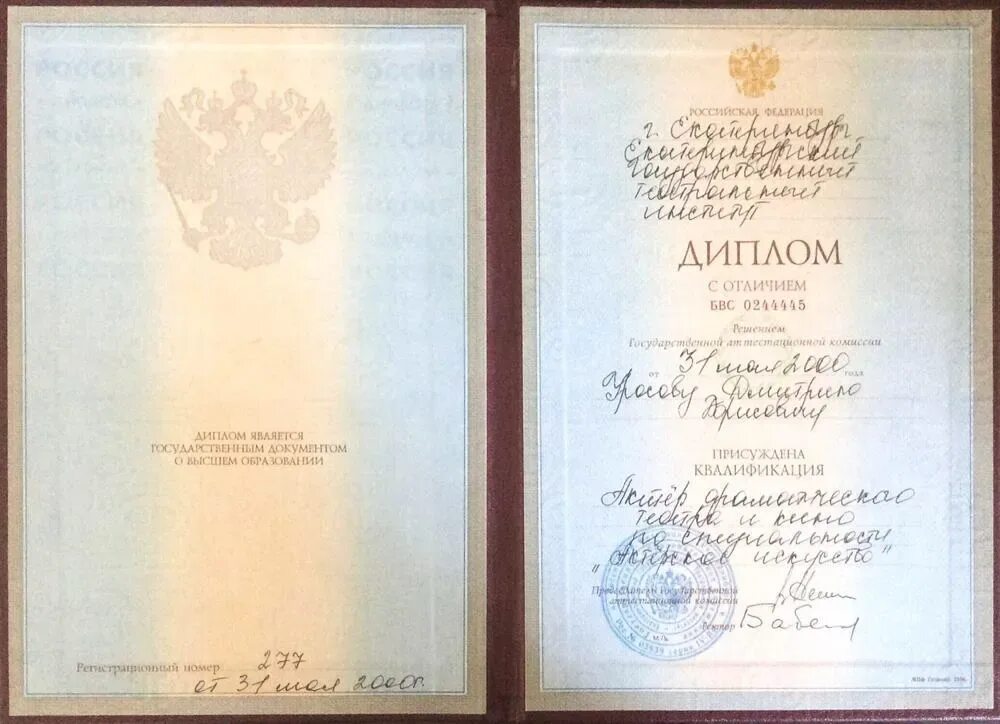 ДИПЛОМ ЯВЛЯЕТСЯ
ГОСУДАРСТВЕННЫМ ДОКУМЕНТОМ
О ВЫСШЕМ ОБРАЗОВАНИИ
Регистрационный номер 277
от 31 мая 2000г.
РОССИЙСКАЯ ФЕДЕРАЦИЯ
г. Екатеринбург
Екатеринбургский
государственный
театральный
институт
ДИПЛОМ
С ОТЛИЧИЕМ
БВС 0244445
Решением
Государственной аттестационной комиссии
от 31 мая 2000 года
Дмитрию
Борисовичу
ПРИСУЖДЕНА
КВАЛИФИКАЦИЯ
Актёр драматического
театра и кино
по специальности
"Актёрское искусство"
Председатель Государственной
аттестационной комиссии
Ректор